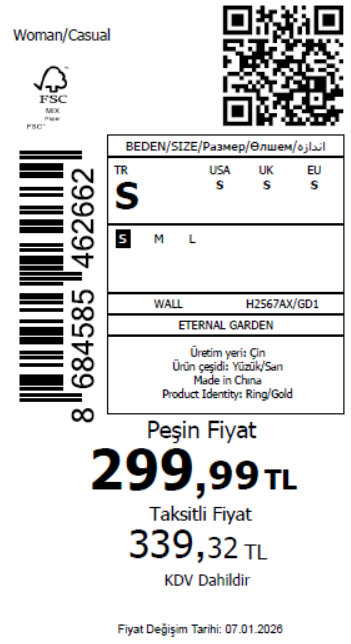 Woman/Casual
FSC
MIX
Paper
FSC™
BEDEN/SIZE/Размер/Өлшем/اندازه
TR USA UK EU
S S S S
S M L
WALL H2567AX/GD1
ETERNAL GARDEN
Üretim yeri: Çin
Ürün çeşidi: Yüzük/Sarı
Made in China
Product Identity: Ring/Gold
8 684585 462662
Peşin Fiyat
299,99 TL
Taksitli Fiyat
339,32 TL
KDV Dahildir
Fiyat Değişim Tarihi: 07.01.2026